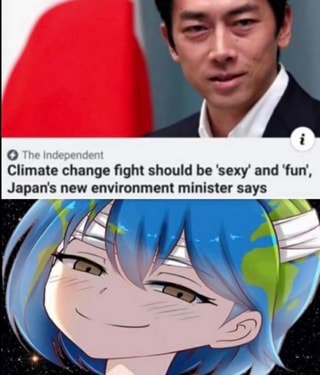 The Independent
Climate change fight should be 'sexy' and 'fun',
Japan's new environment minister says